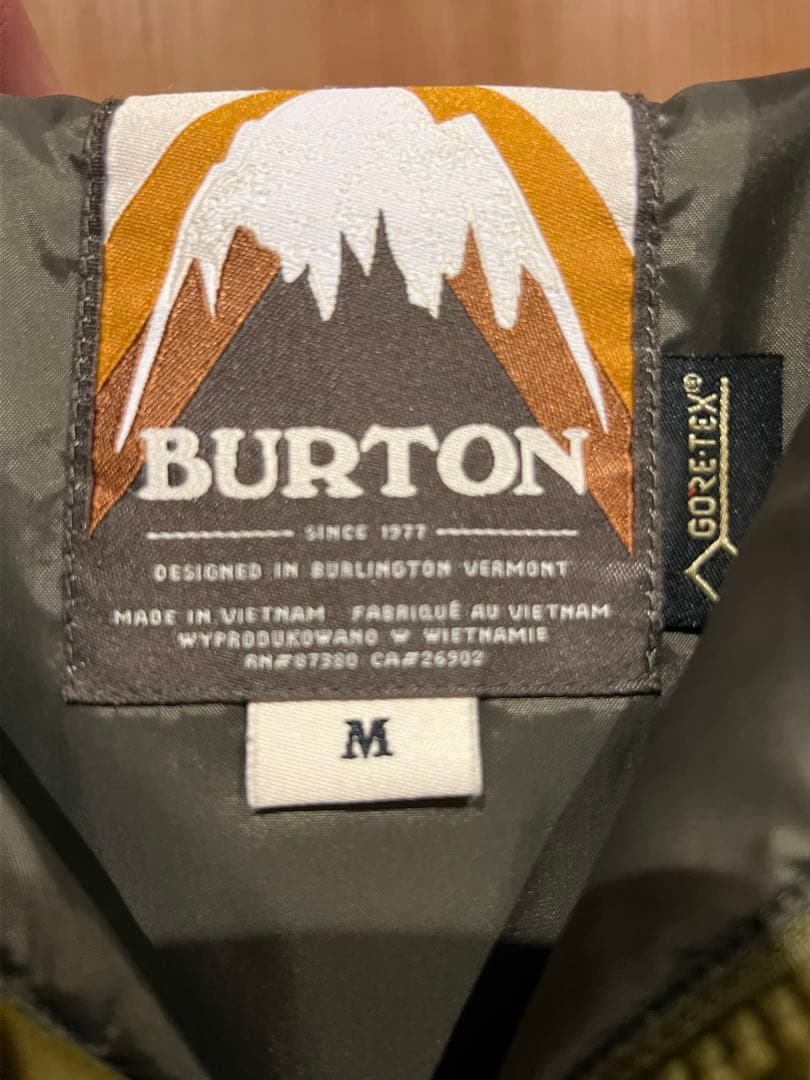 BURTON
SINCE 1977
DESIGNED IN BURLINGTON VERMONT
MADE IN VIETNAM FABRIQUÉ AU VIETNAM
WYPRODUKOWANO W WIETNAMIE
RN#87380 CA#26902
M
GORE-TEX®